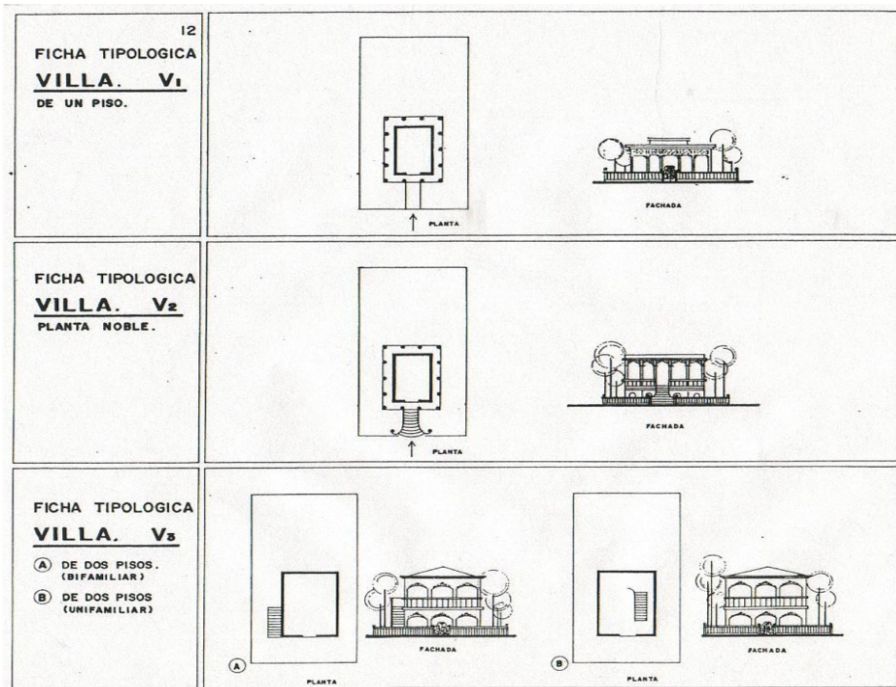 12
FICHA TIPOLOGICA
VILLA. V1
DE UN PISO.
PLANTA
FACHADA
FICHA TIPOLOGICA
VILLA. V2
PLANTA NOBLE.
PLANTA
FACHADA
FICHA TIPOLOGICA
VILLA. V3
A DE DOS PISOS.
(BIFAMILIAR)
B DE DOS PISOS
(UNIFAMILIAR)
A
PLANTA
FACHADA
B
PLANTA
FACHADA